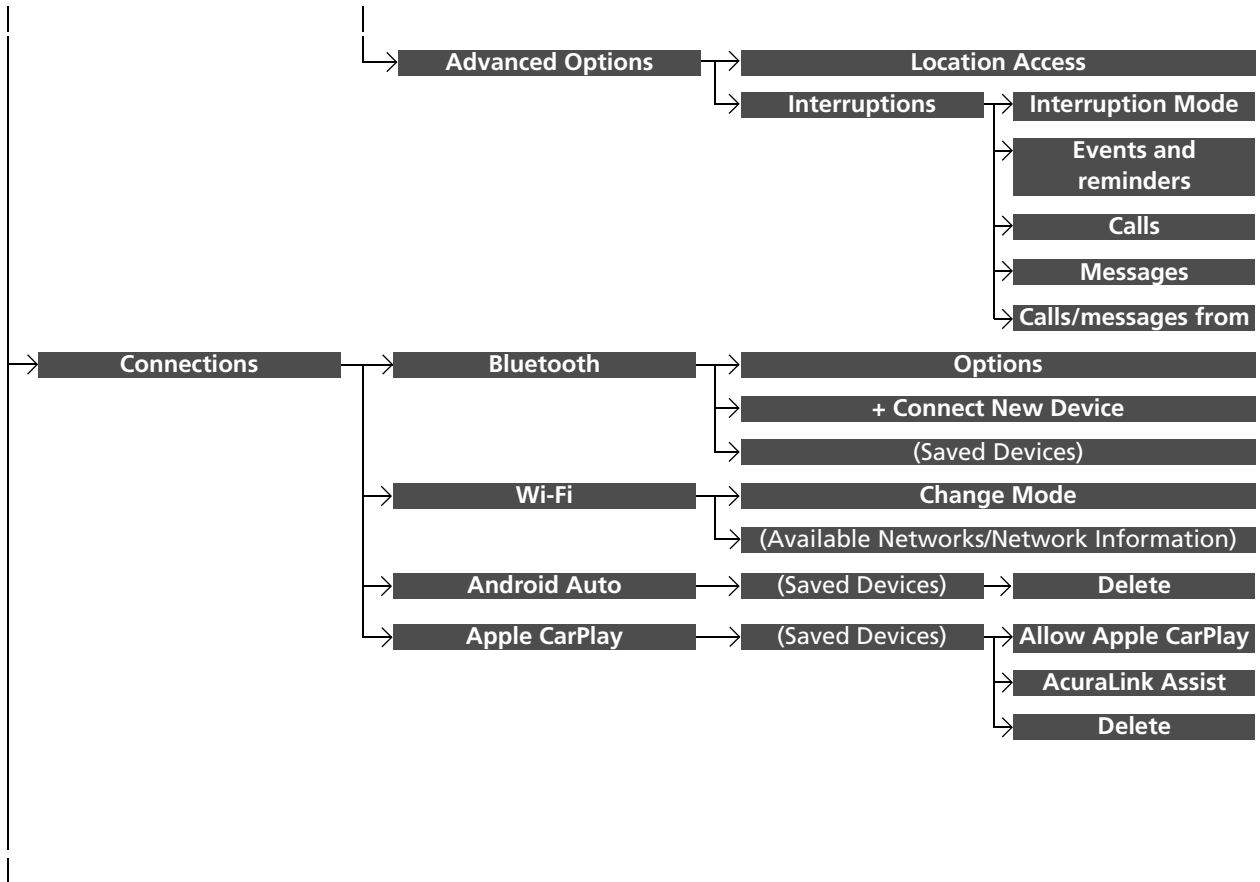 Advanced Options
Location Access
Interruptions
Interruption Mode
Events and
reminders
Calls
Messages
Calls/messages from
Connections
Bluetooth
Options
+ Connect New Device
(Saved Devices)
Wi-Fi
Change Mode
(Available Networks/Network Information)
Android Auto
(Saved Devices)
Delete
Apple CarPlay
(Saved Devices)
Allow Apple CarPlay
AcuraLink Assist
Delete